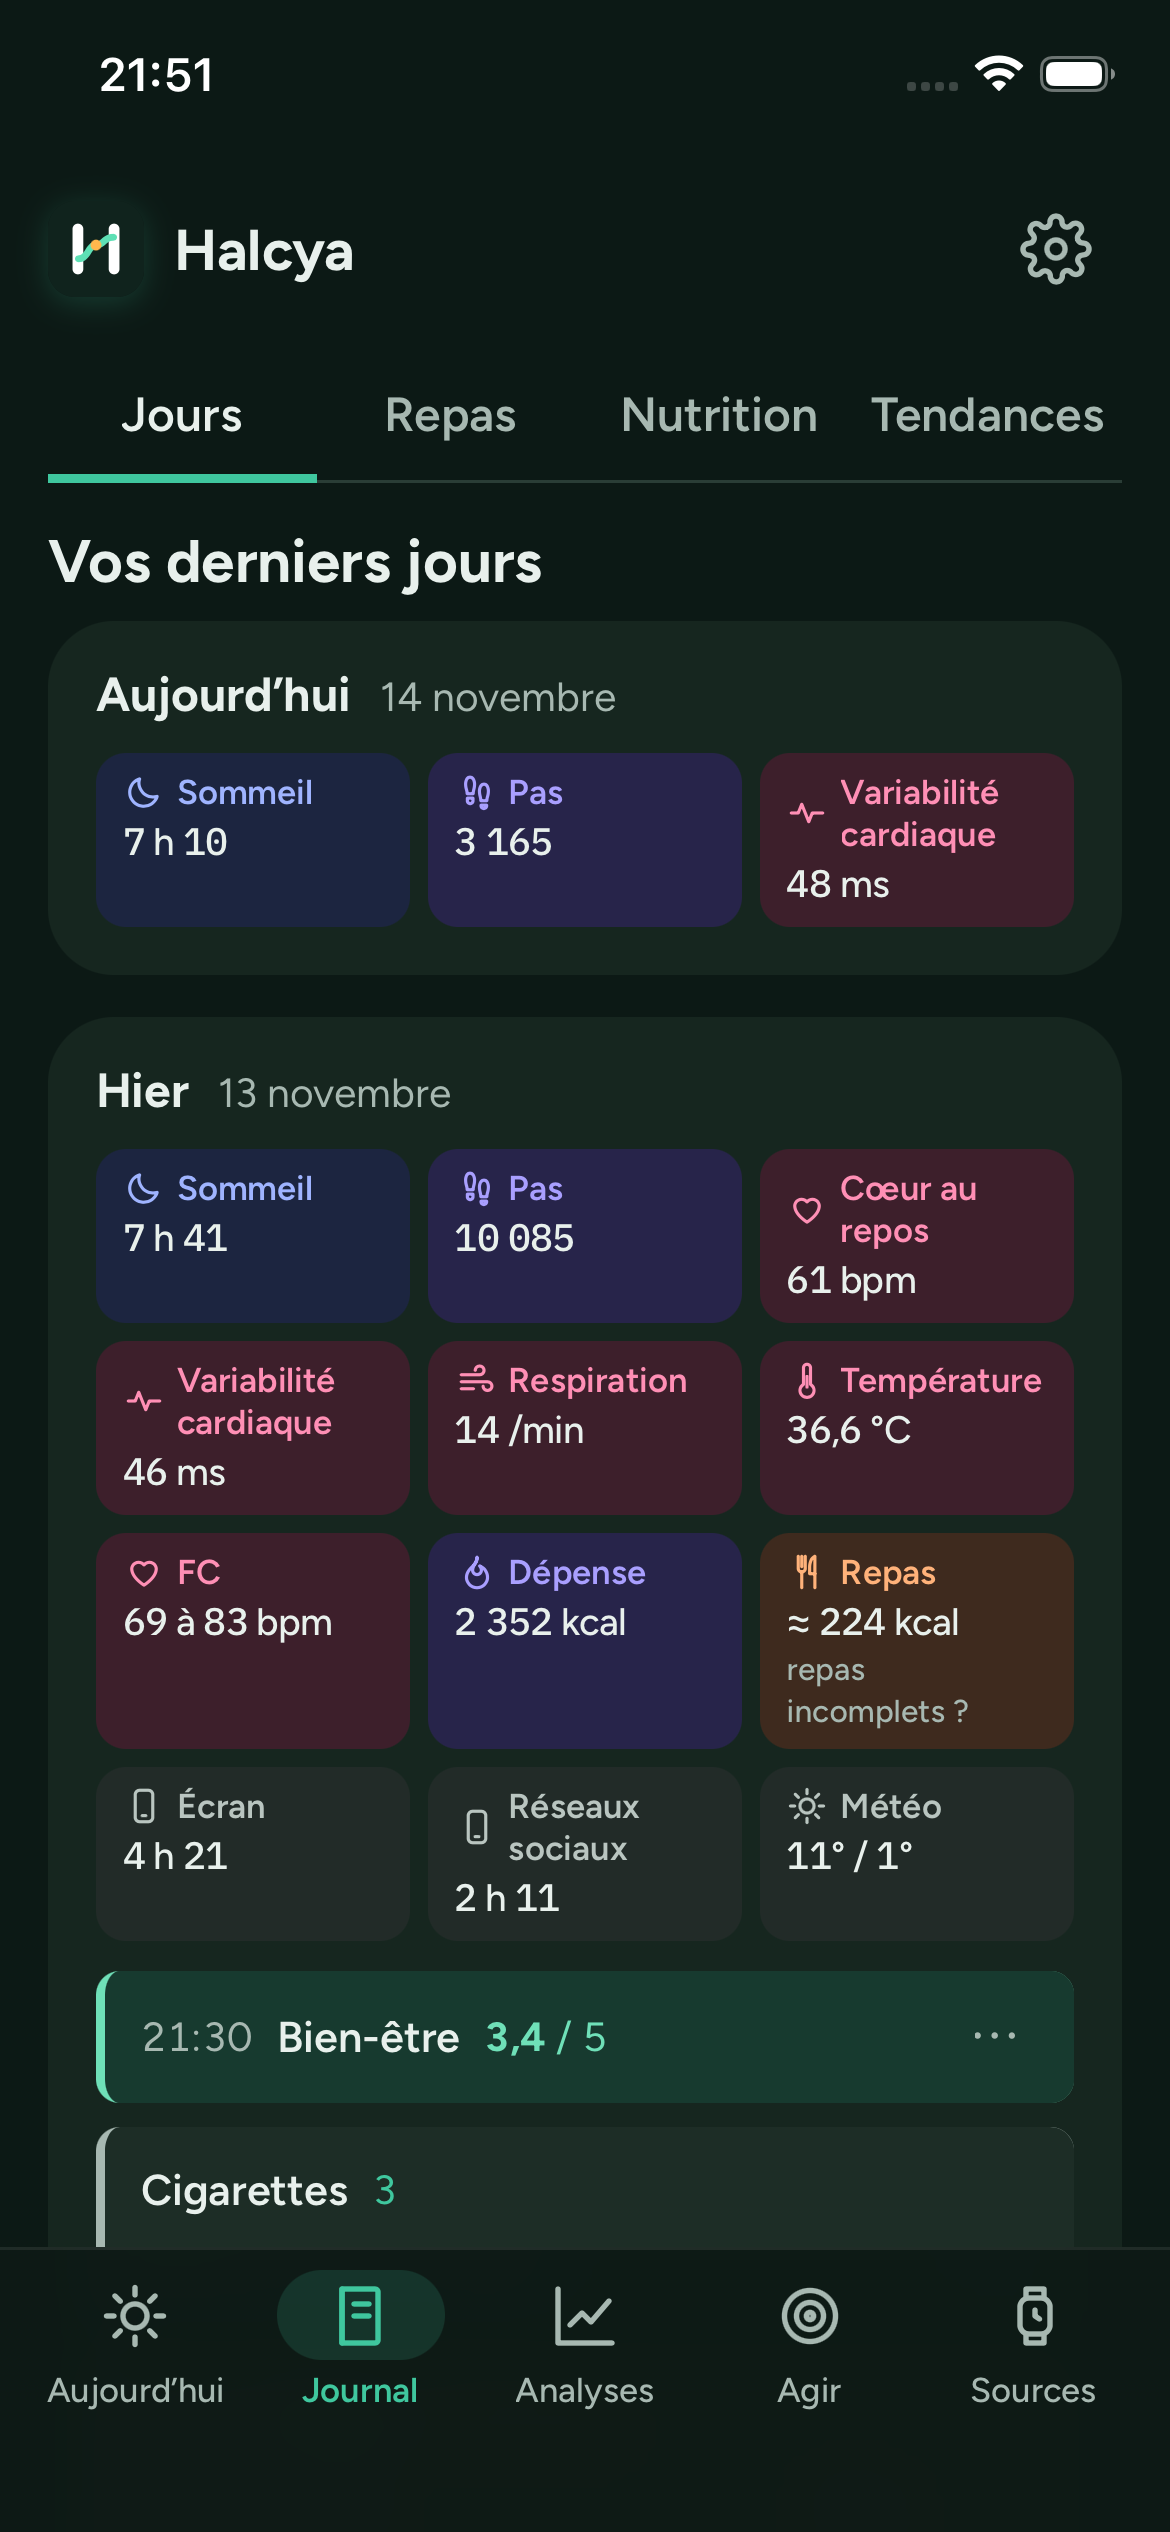 21:51
Halcya
Jours Repas Nutrition Tendances
Vos derniers jours
Aujourd’hui 14 novembre
Sommeil
7 h 10
Pas
3 165
Variabilité
cardiaque
48 ms
Hier 13 novembre
Sommeil
7 h 41
Pas
10 085
Cœur au
repos
61 bpm
Variabilité
cardiaque
46 ms
Respiration
14 /min
Température
36,6 °C
FC
69 à 83 bpm
Dépense
2 352 kcal
Repas
≈ 224 kcal
repas
incomplets ?
Écran
4 h 21
Réseaux
sociaux
2 h 11
Météo
11° / 1°
21:30 Bien-être 3,4 / 5 ...
Cigarettes 3
Aujourd’hui Journal Analyses Agir Sources